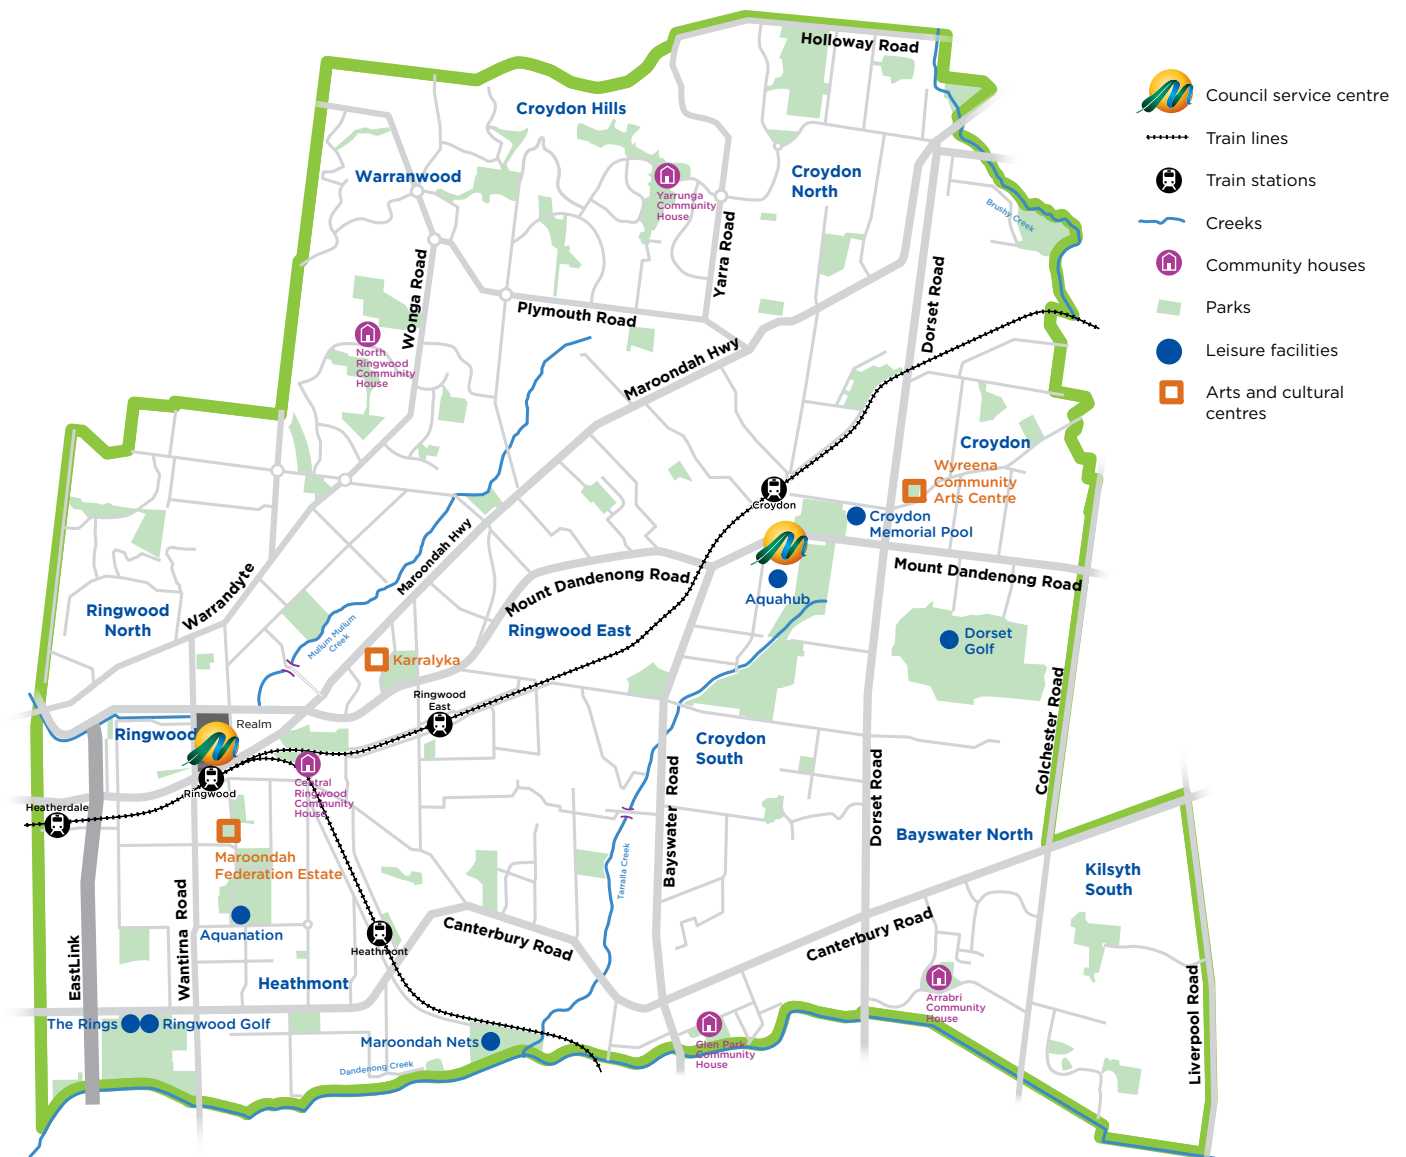 Holloway Road
Croydon Hills
Warranwood
Croydon
North
Yarrunga
Community
House
Brushy Creek
Yarra Road
Wonga Road
Dorset Road
Plymouth Road
North
Ringwood
Community
House
Maroondah Hwy
Croydon
Wyreena
Community
Arts Centre
Croydon
Croydon
Memorial Pool
Maroondah Hwy
Mount Dandenong Road
Mount Dandenong Road
Aquahub
Warrandyte
Ringwood
North
Mullum Mullum
Creek
Ringwood East
Dorset
Golf
Karralyka
Ringwood
East
Colchester Road
Realm
Ringwood
Croydon
South
Ringwood
Central
Ringwood
Community
House
Heatherdale
Bayswater Road
Dorset Road
Bayswater North
Maroondah
Federation Estate
Tarralla Creek
Kilsyth
South
Wantirna Road
Aquanation
Canterbury Road
Canterbury Road
Heathmont
EastLink
Heathmont
Arrabri
Community
House
Liverpool Road
The Rings
Ringwood Golf
Maroondah Nets
Glen Park
Community
House
Dandenong Creek
Council service centre
Train lines
Train stations
Creeks
Community houses
Parks
Leisure facilities
Arts and cultural
centres